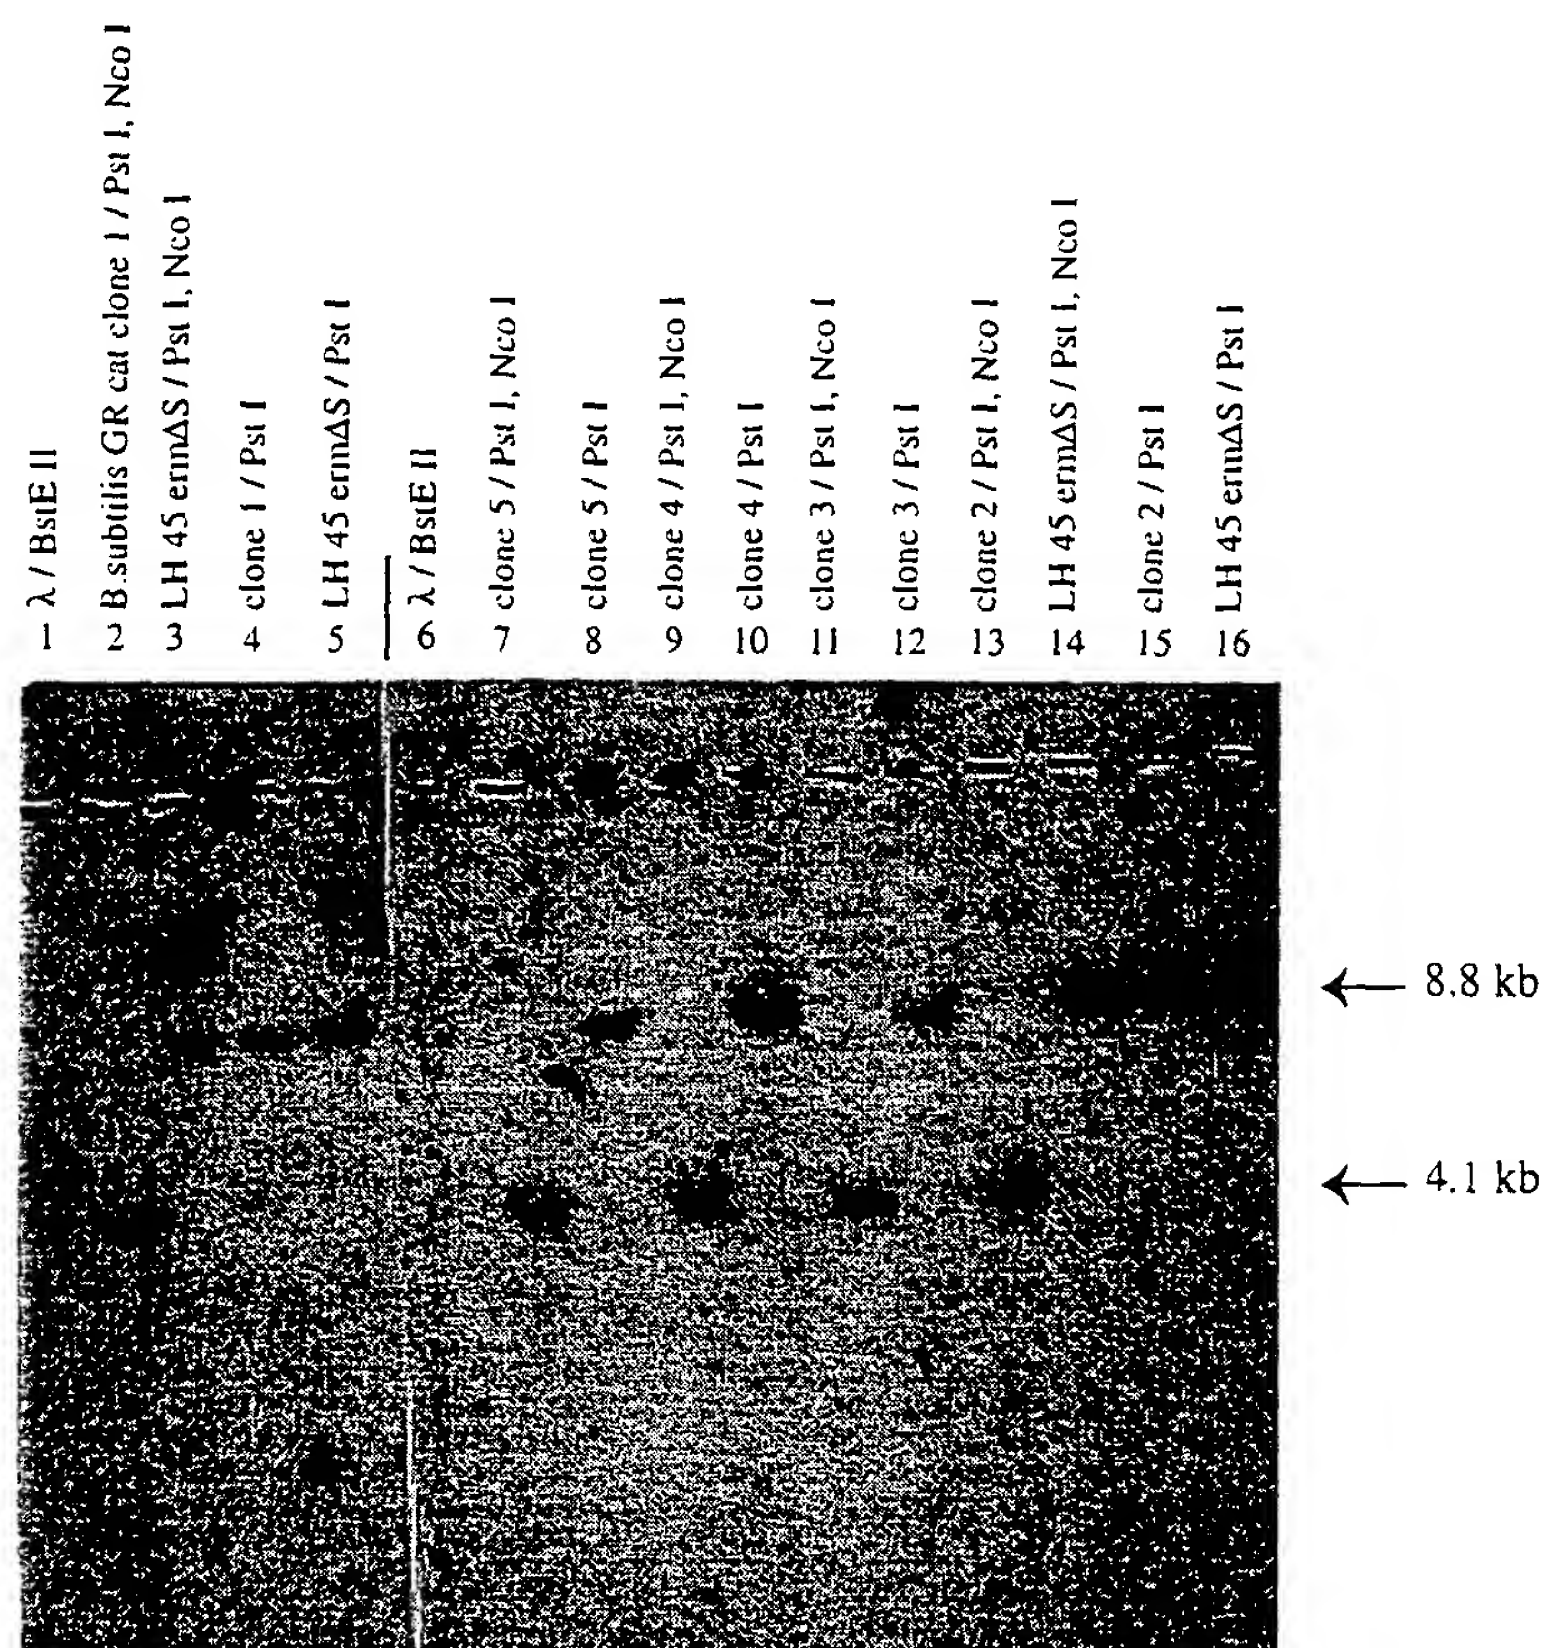 1 λ / BstE II
2 B.subtilis GR cat clone 1 / Pst I, Nco I
3 LH 45 ermΔS / Pst I, Nco I
4 clone 1 / Pst I
5 LH 45 ermΔS / Pst I
6 λ / BstE II
7 clone 5 / Pst I, Nco I
8 clone 5 / Pst I
9 clone 4 / Pst I, Nco I
10 clone 4 / Pst I
11 clone 3 / Pst I, Nco I
12 clone 3 / Pst I
13 clone 2 / Pst I, Nco I
14 LH 45 ermΔS / Pst I, Nco I
15 clone 2 / Pst I
16 LH 45 ermΔS / Pst I
8.8 kb
4.1 kb